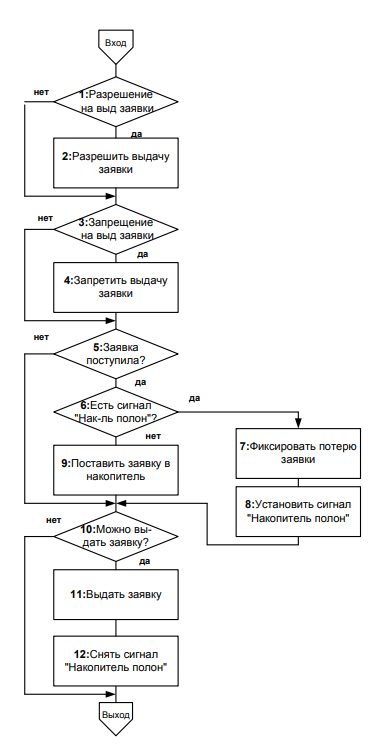 Вход
нет
1:Разрешение
на выд заявки
да
2:Разрешить выдачу
заявки
нет
3:Запрещение
на выд заявки
да
4:Запретить выдачу
заявки
нет
5:Заявка
поступила?
да
6:Есть сигнал
"Нак-ль полон"?
да
нет
7:Фиксировать потерю
заявки
9:Поставить заявку в
накопитель
8:Установить сигнал
"Накопитель полон"
нет
10:Можно вы-
дать заявку?
да
11:Выдать заявку
12:Снять сигнал
"Накопитель полон"
Выход